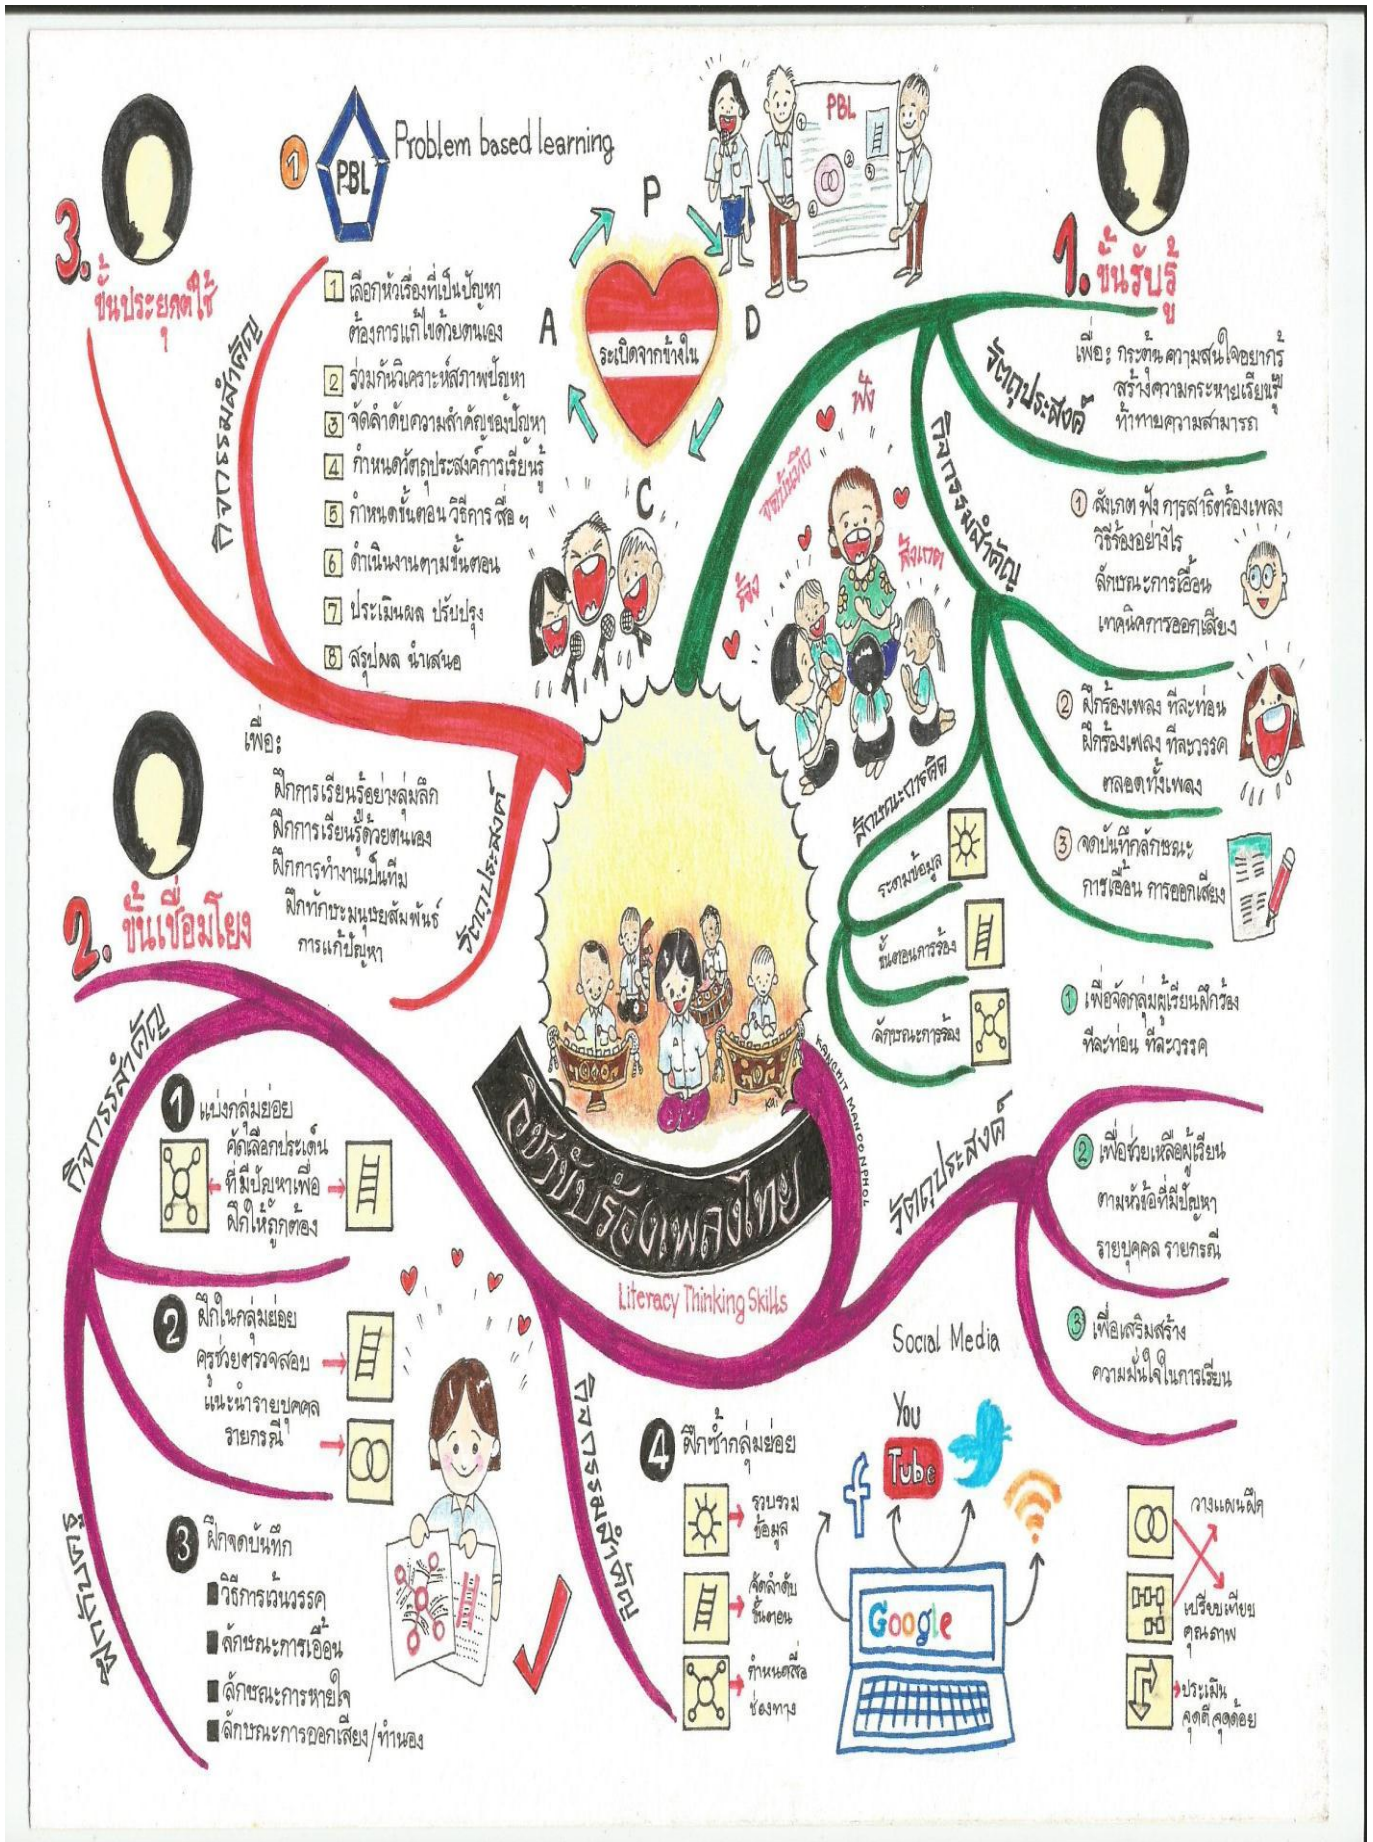 วิชาขับร้องเพลงไทย
Literacy Thinking Skills
KANCHIT MANOONPHOL
Kai
1. ขั้นรับรู้
วัตถุประสงค์
เพื่อ: กระตุ้นความสนใจอยากรู้
สร้างความกระหายเรียนรู้
ท้าทายความสามารถ
กิจกรรมสำคัญ
1 สังเกต ฟัง การสาธิตร้องเพลง
วิธีร้องอย่างไร
ลักษณะการเอื้อน
เทคนิคการออกเสียง
2 ฝึกร้องเพลง ทีละท่อน
ฝึกร้องเพลง ทีละวรรค
ตลอดทั้งเพลง
3 จดบันทึกลักษณะ
การเอื้อน การออกเสียง
ลักษณะการคิด
ระดมข้อมูล
ขั้นตอนการร้อง
ลักษณะการร้อง
ฟัง
จดบันทึก
สังเกต
ร้อง
PBL
1
2
3
4
2. ขั้นเชื่อมโยง
วัตถุประสงค์
1 เพื่อจัดกลุ่มผู้เรียนฝึกร้อง
ทีละท่อน ทีละวรรค
2 เพื่อช่วยเหลือผู้เรียน
ตามหัวข้อที่มีปัญหา
รายบุคคล รายกรณี
3 เพื่อเสริมสร้าง
ความมั่นใจในการเรียน
กิจกรรมสำคัญ
1 แบ่งกลุ่มย่อย
คัดเลือกประเด็น
ที่มีปัญหาเพื่อ
ฝึกให้ถูกต้อง
2 ฝึกในกลุ่มย่อย
ครูช่วยตรวจสอบ
แนะนำรายบุคคล
รายกรณี
3 ฝึกจดบันทึก
วิธีการเว้นวรรค
ลักษณะการเอื้อน
ลักษณะการหายใจ
ลักษณะการออกเสียง/ทำนอง
กิจกรรมสำคัญ
4 ฝึกซ้ำกลุ่มย่อย
รวบรวม
ข้อมูล
จัดลำดับ
ขั้นตอน
กำหนดสื่อ
ช่องทาง
Social Media
f
You
Tube
Google
วางแผนฝึก
เปรียบเทียบ
คุณภาพ
ประเมิน
จุดดี จุดด้อย
3. ขั้นประยุกต์ใช้
กิจกรรมสำคัญ
1 PBL Problem based learning
1 เลือกหัวเรื่องที่เป็นปัญหา
ต้องการแก้ไขด้วยตนเอง
2 ร่วมกันวิเคราะห์สภาพปัญหา
3 จัดลำดับความสำคัญของปัญหา
4 กำหนดวัตถุประสงค์การเรียนรู้
5 กำหนดขั้นตอน วิธีการ สื่อ ฯ
6 ดำเนินงานตามขั้นตอน
7 ประเมินผล ปรับปรุง
8 สรุปผล นำเสนอ
P
D
C
A
ระเบิดจากข้างใน
วัตถุประสงค์
เพื่อ:
ฝึกการเรียนรู้อย่างลุ่มลึก
ฝึกการเรียนรู้ด้วยตนเอง
ฝึกการทำงานเป็นทีม
ฝึกทักษะมนุษยสัมพันธ์
การแก้ปัญหา